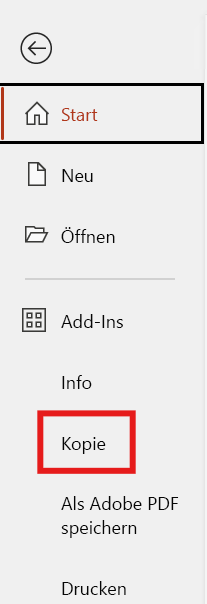 Start
Neu
Öffnen
Add-Ins
Info
Kopie
Als Adobe PDF
speichern
Drucken